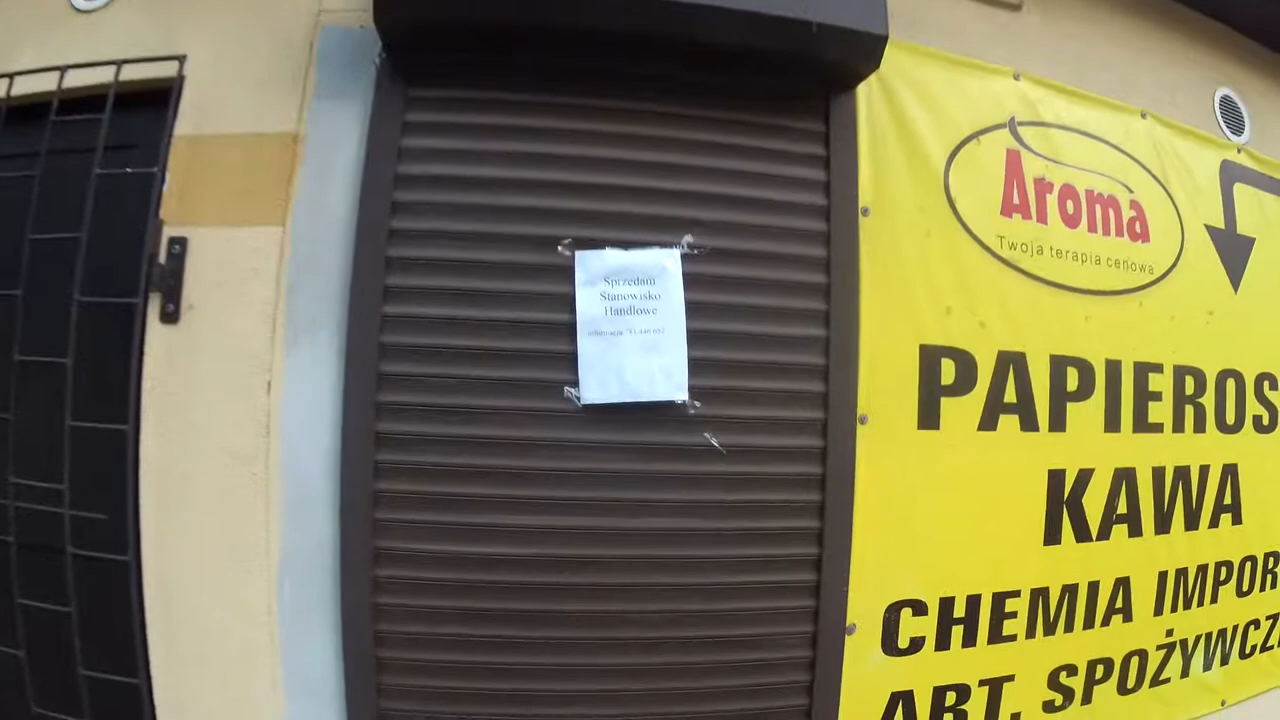 Sprzedam
Stanowisko
Handlowe
Aroma
Twoja terapia cenowa
PAPIEROS
KAWA
CHEMIA IMPOR
ART. SPOŻYWCZ